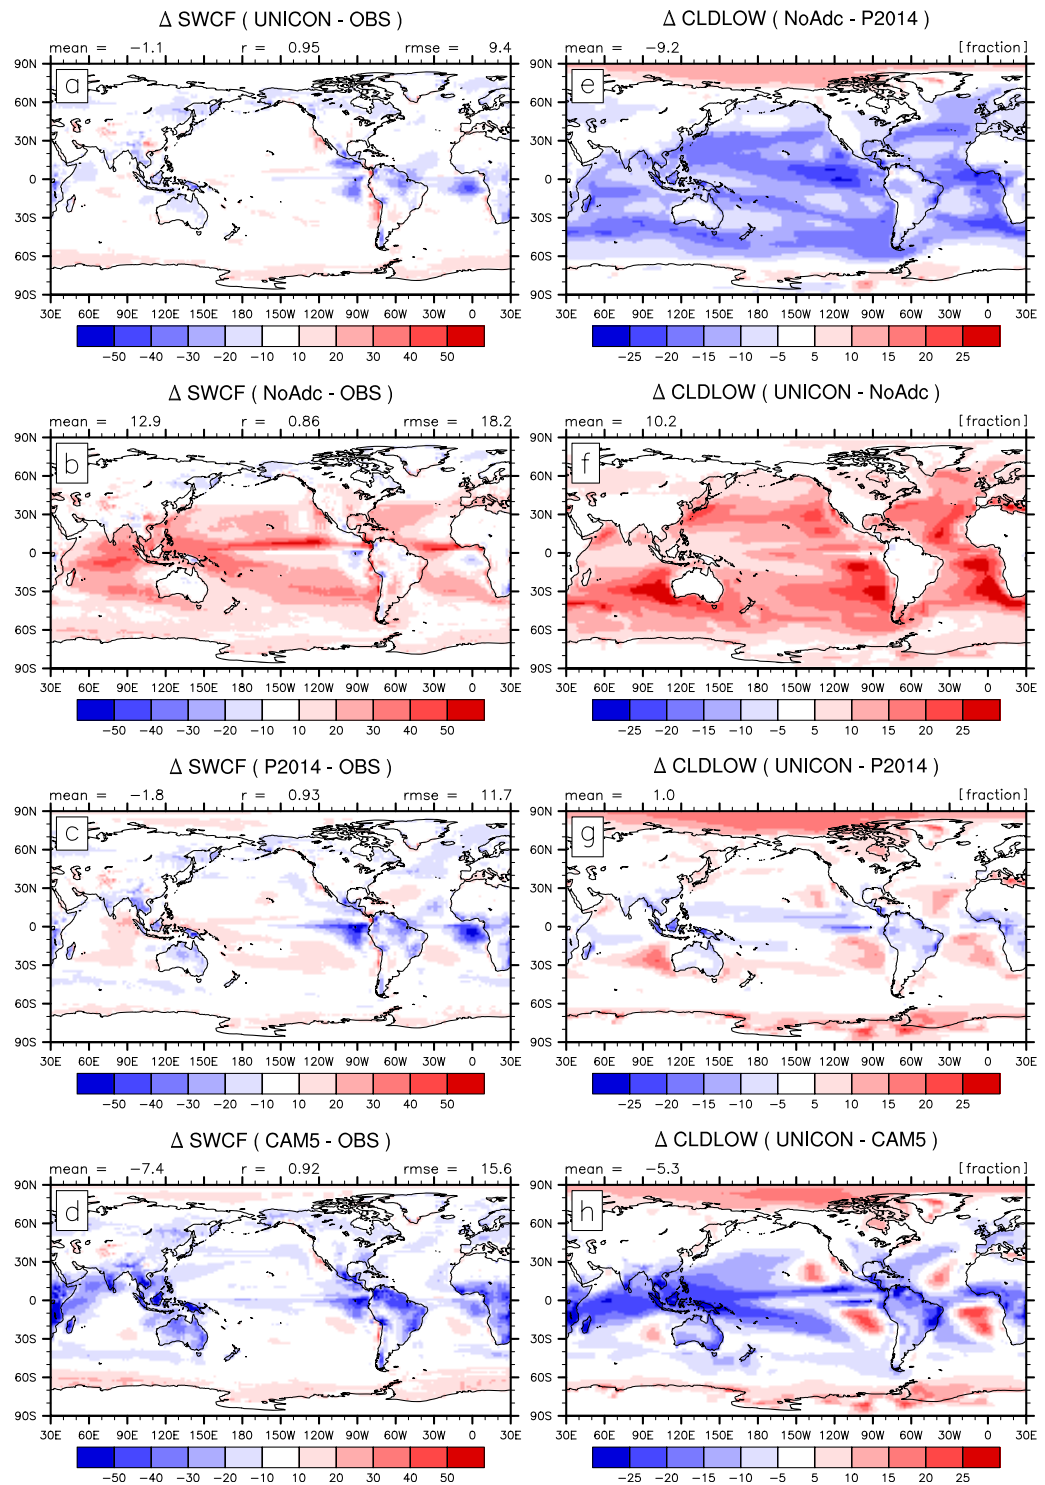 Δ SWCF ( UNICON - OBS )
mean = -1.1 r = 0.95 rmse = 9.4
a
90N
60N
30N
0
30S
60S
90S
30E 60E 90E 120E 150E 180 150W 120W 90W 60W 30W 0 30E
-50 -40 -30 -20 -10 10 20 30 40 50
Δ CLDLOW ( NoAdc - P2014 )
mean = -9.2 [fraction]
e
90N
60N
30N
0
30S
60S
90S
30E 60E 90E 120E 150E 180 150W 120W 90W 60W 30W 0 30E
-25 -20 -15 -10 -5 5 10 15 20 25
Δ SWCF ( NoAdc - OBS )
mean = 12.9 r = 0.86 rmse = 18.2
b
90N
60N
30N
0
30S
60S
90S
30E 60E 90E 120E 150E 180 150W 120W 90W 60W 30W 0 30E
-50 -40 -30 -20 -10 10 20 30 40 50
Δ CLDLOW ( UNICON - NoAdc )
mean = 10.2 [fraction]
f
90N
60N
30N
0
30S
60S
90S
30E 60E 90E 120E 150E 180 150W 120W 90W 60W 30W 0 30E
-25 -20 -15 -10 -5 5 10 15 20 25
Δ SWCF ( P2014 - OBS )
mean = -1.8 r = 0.93 rmse = 11.7
c
90N
60N
30N
0
30S
60S
90S
30E 60E 90E 120E 150E 180 150W 120W 90W 60W 30W 0 30E
-50 -40 -30 -20 -10 10 20 30 40 50
Δ CLDLOW ( UNICON - P2014 )
mean = 1.0 [fraction]
g
90N
60N
30N
0
30S
60S
90S
30E 60E 90E 120E 150E 180 150W 120W 90W 60W 30W 0 30E
-25 -20 -15 -10 -5 5 10 15 20 25
Δ SWCF ( CAM5 - OBS )
mean = -7.4 r = 0.92 rmse = 15.6
d
90N
60N
30N
0
30S
60S
90S
30E 60E 90E 120E 150E 180 150W 120W 90W 60W 30W 0 30E
-50 -40 -30 -20 -10 10 20 30 40 50
Δ CLDLOW ( UNICON - CAM5 )
mean = -5.3 [fraction]
h
90N
60N
30N
0
30S
60S
90S
30E 60E 90E 120E 150E 180 150W 120W 90W 60W 30W 0 30E
-25 -20 -15 -10 -5 5 10 15 20 25